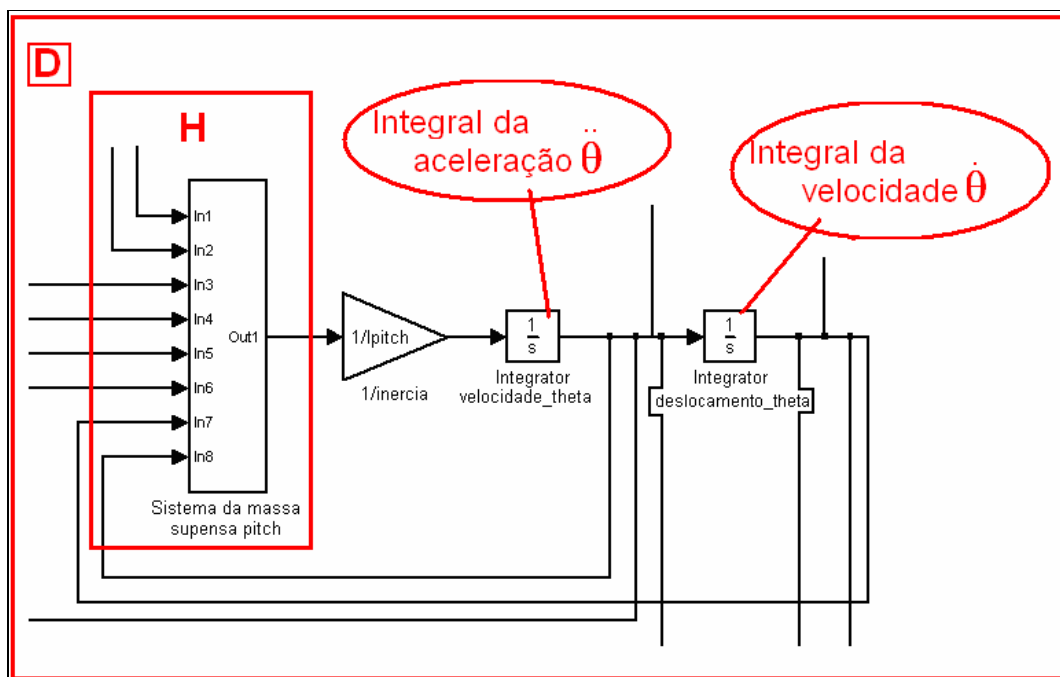 D
H
Integral da
aceleração θ̈
Integral da
velocidade θ̇
In1
In2
In3
In4
In5
In6
In7
In8
Out1
Sistema da massa
supensa pitch
1/Ipitch
1/inercia
1
s
Integrator
velocidade_theta
1
s
Integrator
deslocamento_theta